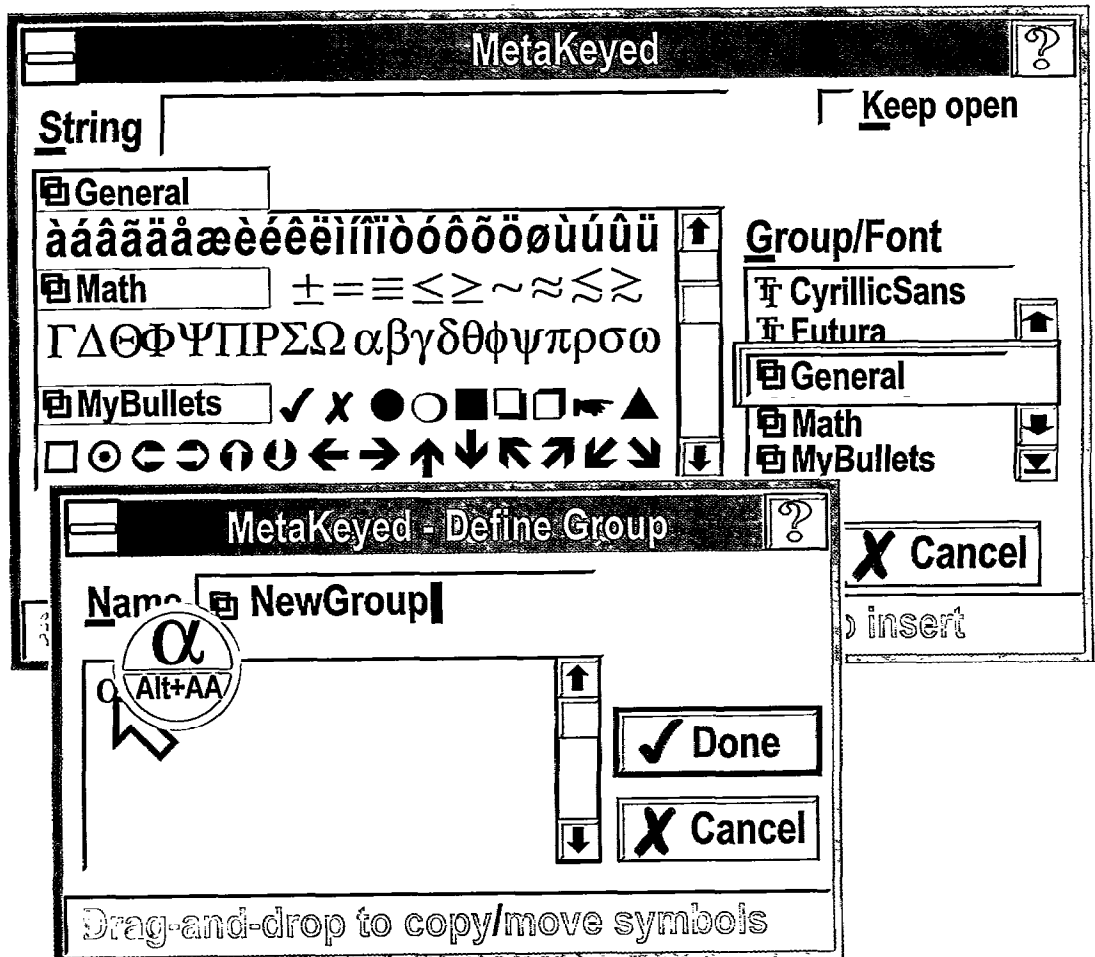 MetaKeyed ?
String Keep open
General
àáâãäåæèéêëìíîïòóôõöøùúûü Group/Font
Math ±=≡≤≥~≈≲≳ CyrillicSans
ΓΔΘΦΨΠΡΣΩ αβγδθφψπρσω Futura
General
MyBullets ✓ ✗ ● ○ ■ ❑ ❒ ☛ ▲ Math
□ ⊙ ← → ↑ ↓ ↖ ↗ ↙ ↘ MyBullets
✗ Cancel
insert
MetaKeyed - Define Group ?
Name NewGroup
α
Alt+AA
✓ Done
✗ Cancel
Drag-and-drop to copy/move symbols